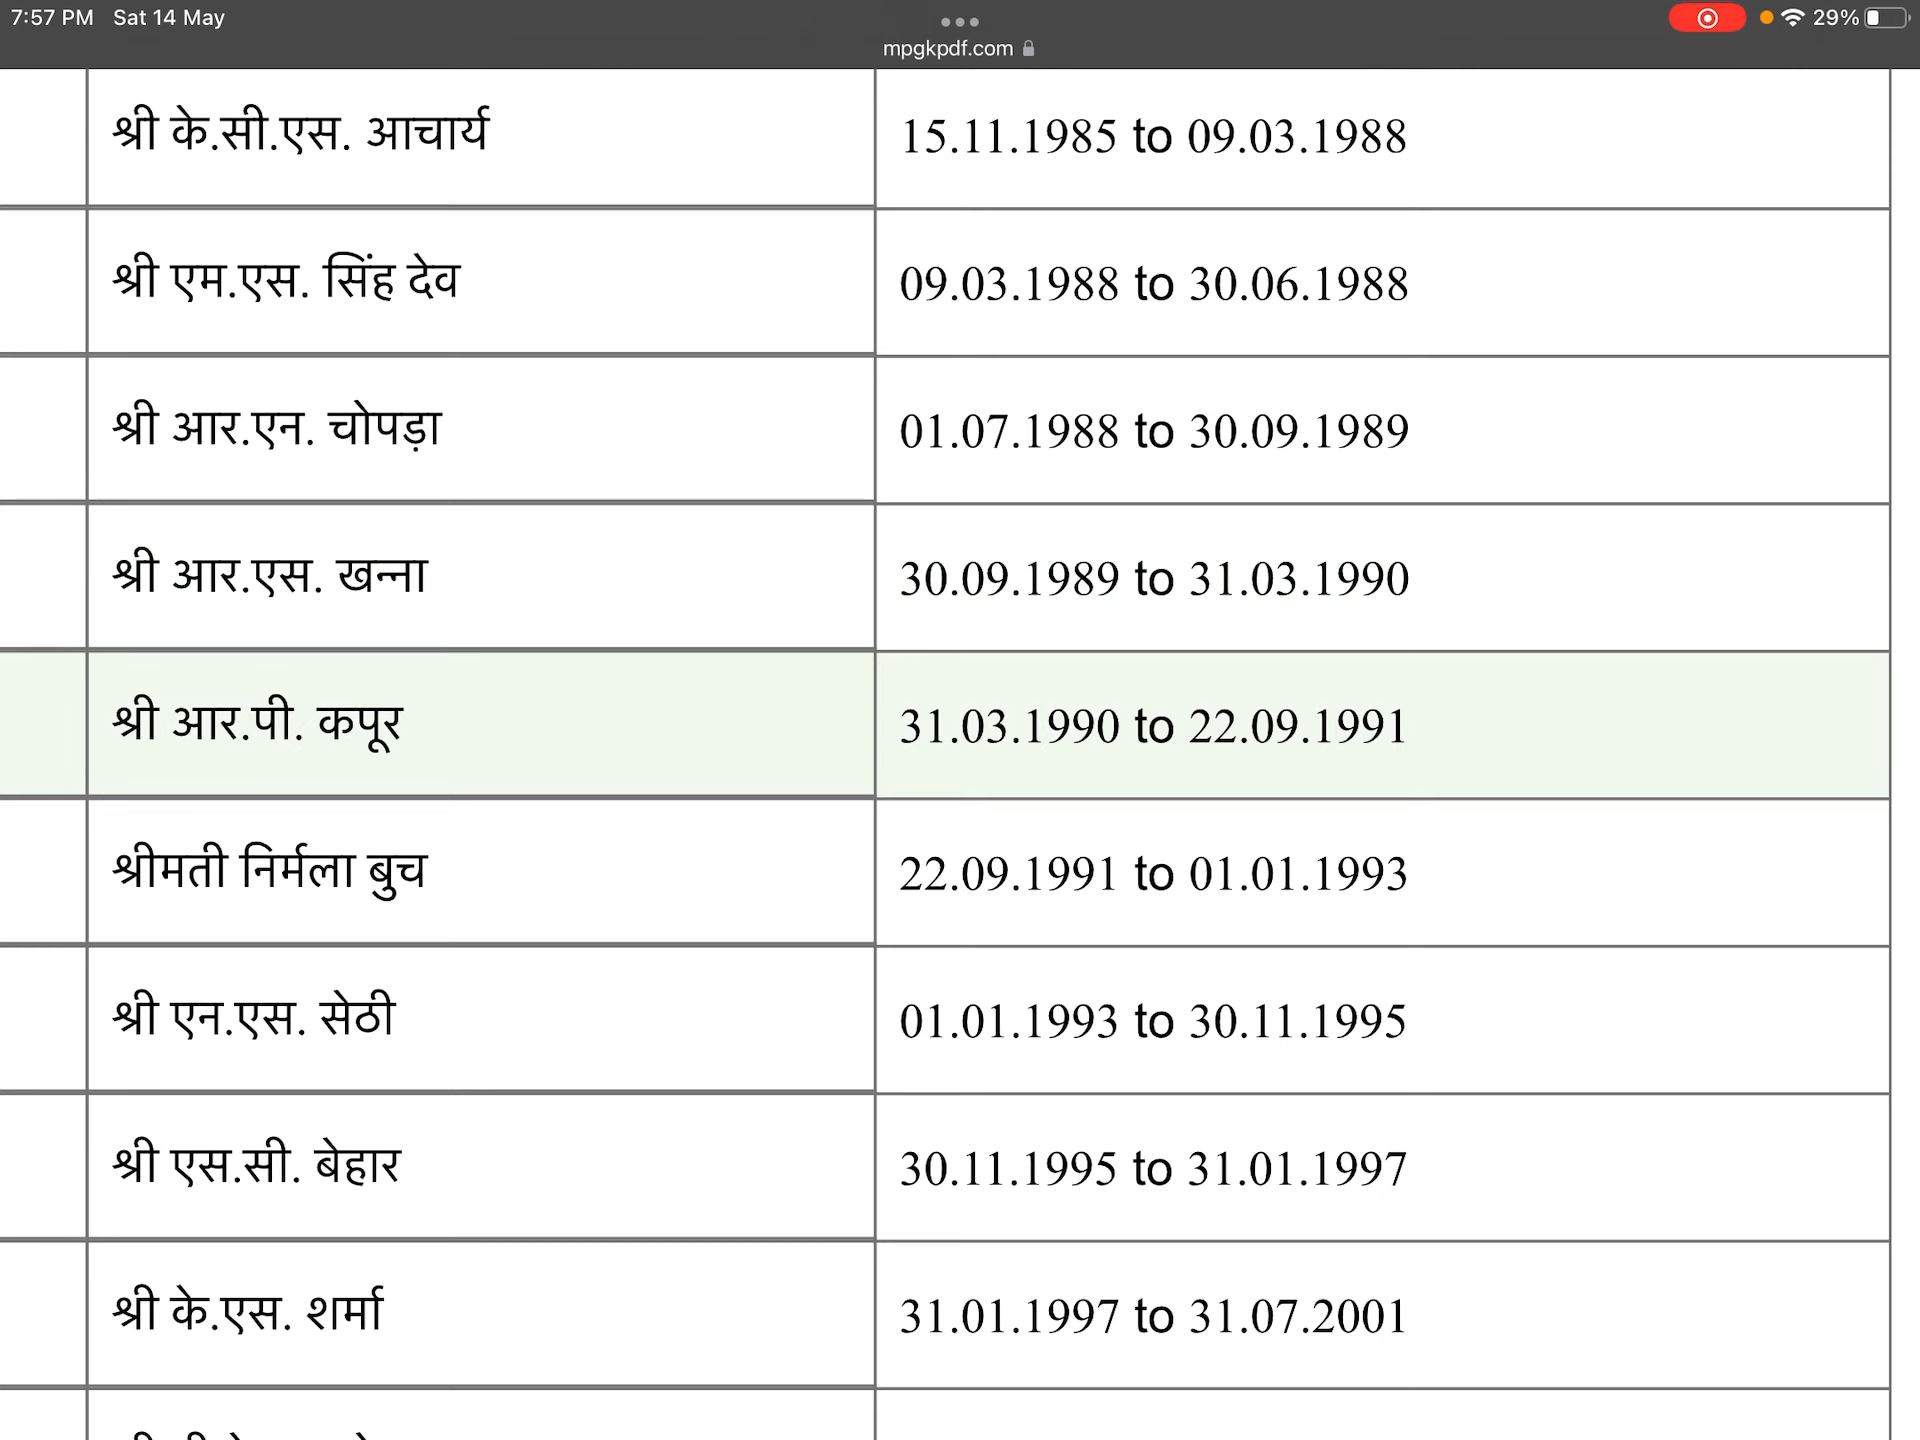 7:57 PM Sat 14 May
29%
mpgkpdf.com
श्री के.सी.एस. आचार्य 15.11.1985 to 09.03.1988
श्री एम.एस. सिंह देव 09.03.1988 to 30.06.1988
श्री आर.एन. चोपड़ा 01.07.1988 to 30.09.1989
श्री आर.एस. खन्ना 30.09.1989 to 31.03.1990
श्री आर.पी. कपूर 31.03.1990 to 22.09.1991
श्रीमती निर्मला बुच 22.09.1991 to 01.01.1993
श्री एन.एस. सेठी 01.01.1993 to 30.11.1995
श्री एस.सी. बेहार 30.11.1995 to 31.01.1997
श्री के.एस. शर्मा 31.01.1997 to 31.07.2001